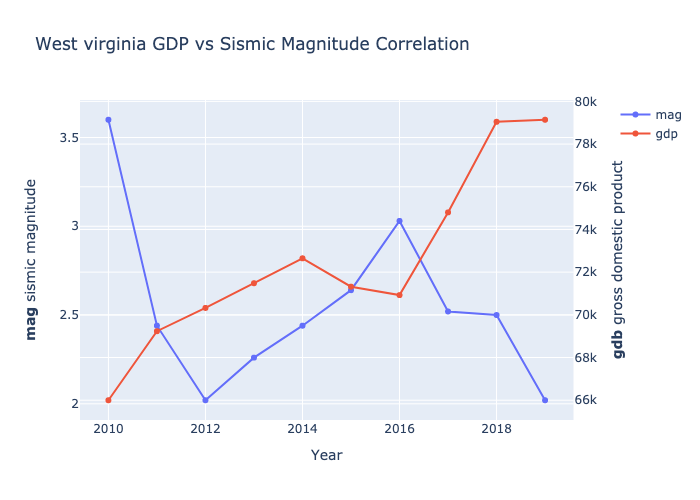 West virginia GDP vs Sismic Magnitude Correlation
mag
gdp
3.5
3
2.5
2
mag sismic magnitude
80k
78k
76k
74k
72k
70k
68k
66k
gdb gross domestic product
2010 2012 2014 2016 2018
Year